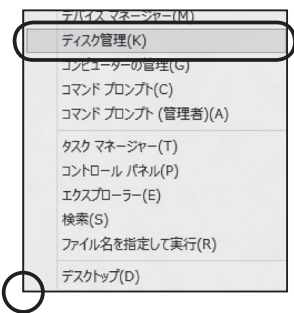 デバイス マネージャー(M)
ディスク管理(K)
コンピューターの管理(G)
コマンド プロンプト(C)
コマンド プロンプト (管理者)(A)
タスク マネージャー(T)
コントロール パネル(P)
エクスプローラー(E)
検索(S)
ファイル名を指定して実行(R)
デスクトップ(D)